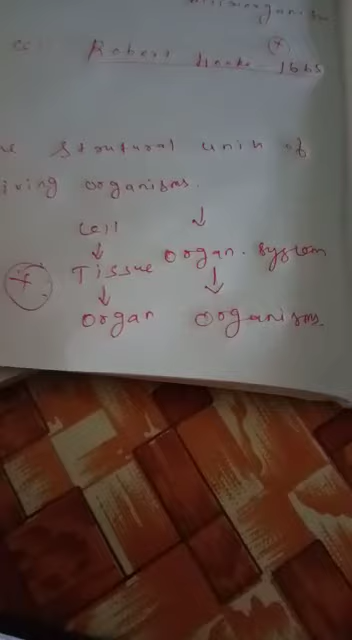 Robert Hooke 1665
structural unit of
living organisms.
cell ↓
↓
Tissue organ. system
↓ ↓
organ organisms.